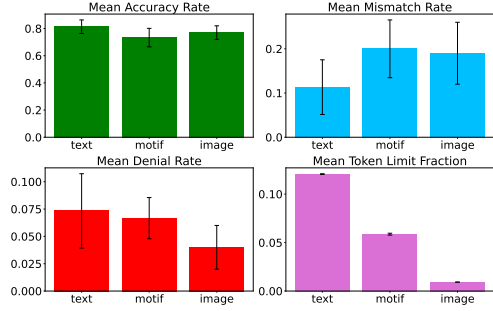 Mean Accuracy Rate
0.8
0.6
0.4
0.2
0.0
text motif image
Mean Mismatch Rate
0.2
0.1
0.0
text motif image
Mean Denial Rate
0.100
0.075
0.050
0.025
0.000
text motif image
Mean Token Limit Fraction
0.10
0.05
0.00
text motif image